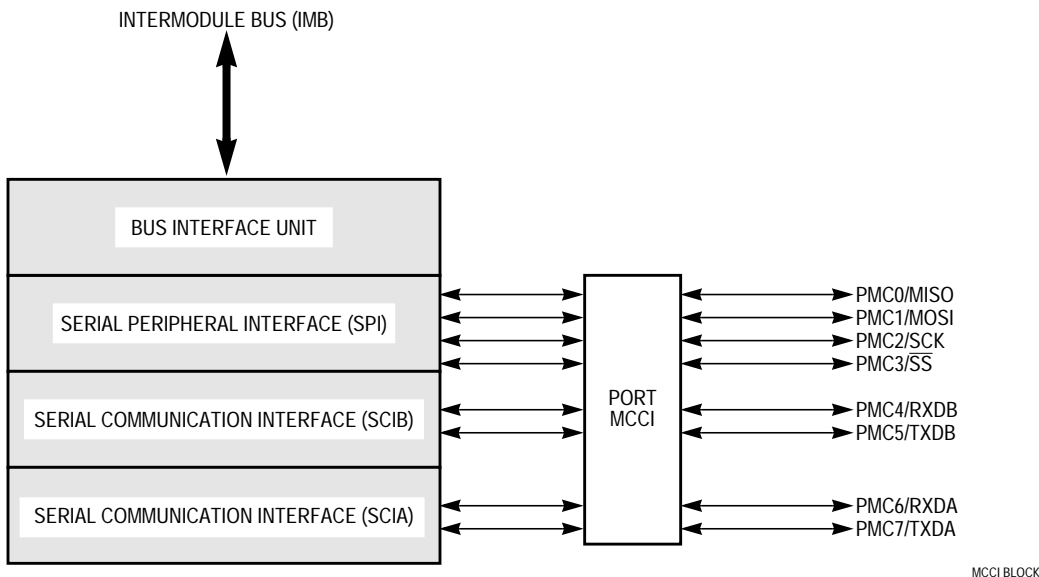 INTERMODULE BUS (IMB)
BUS INTERFACE UNIT
SERIAL PERIPHERAL INTERFACE (SPI)
SERIAL COMMUNICATION INTERFACE (SCIB)
SERIAL COMMUNICATION INTERFACE (SCIA)
PORT
MCCI
PMC0/MISO
PMC1/MOSI
PMC2/SCK
PMC3/S̅S̅
PMC4/RXDB
PMC5/TXDB
PMC6/RXDA
PMC7/TXDA
MCCI BLOCK